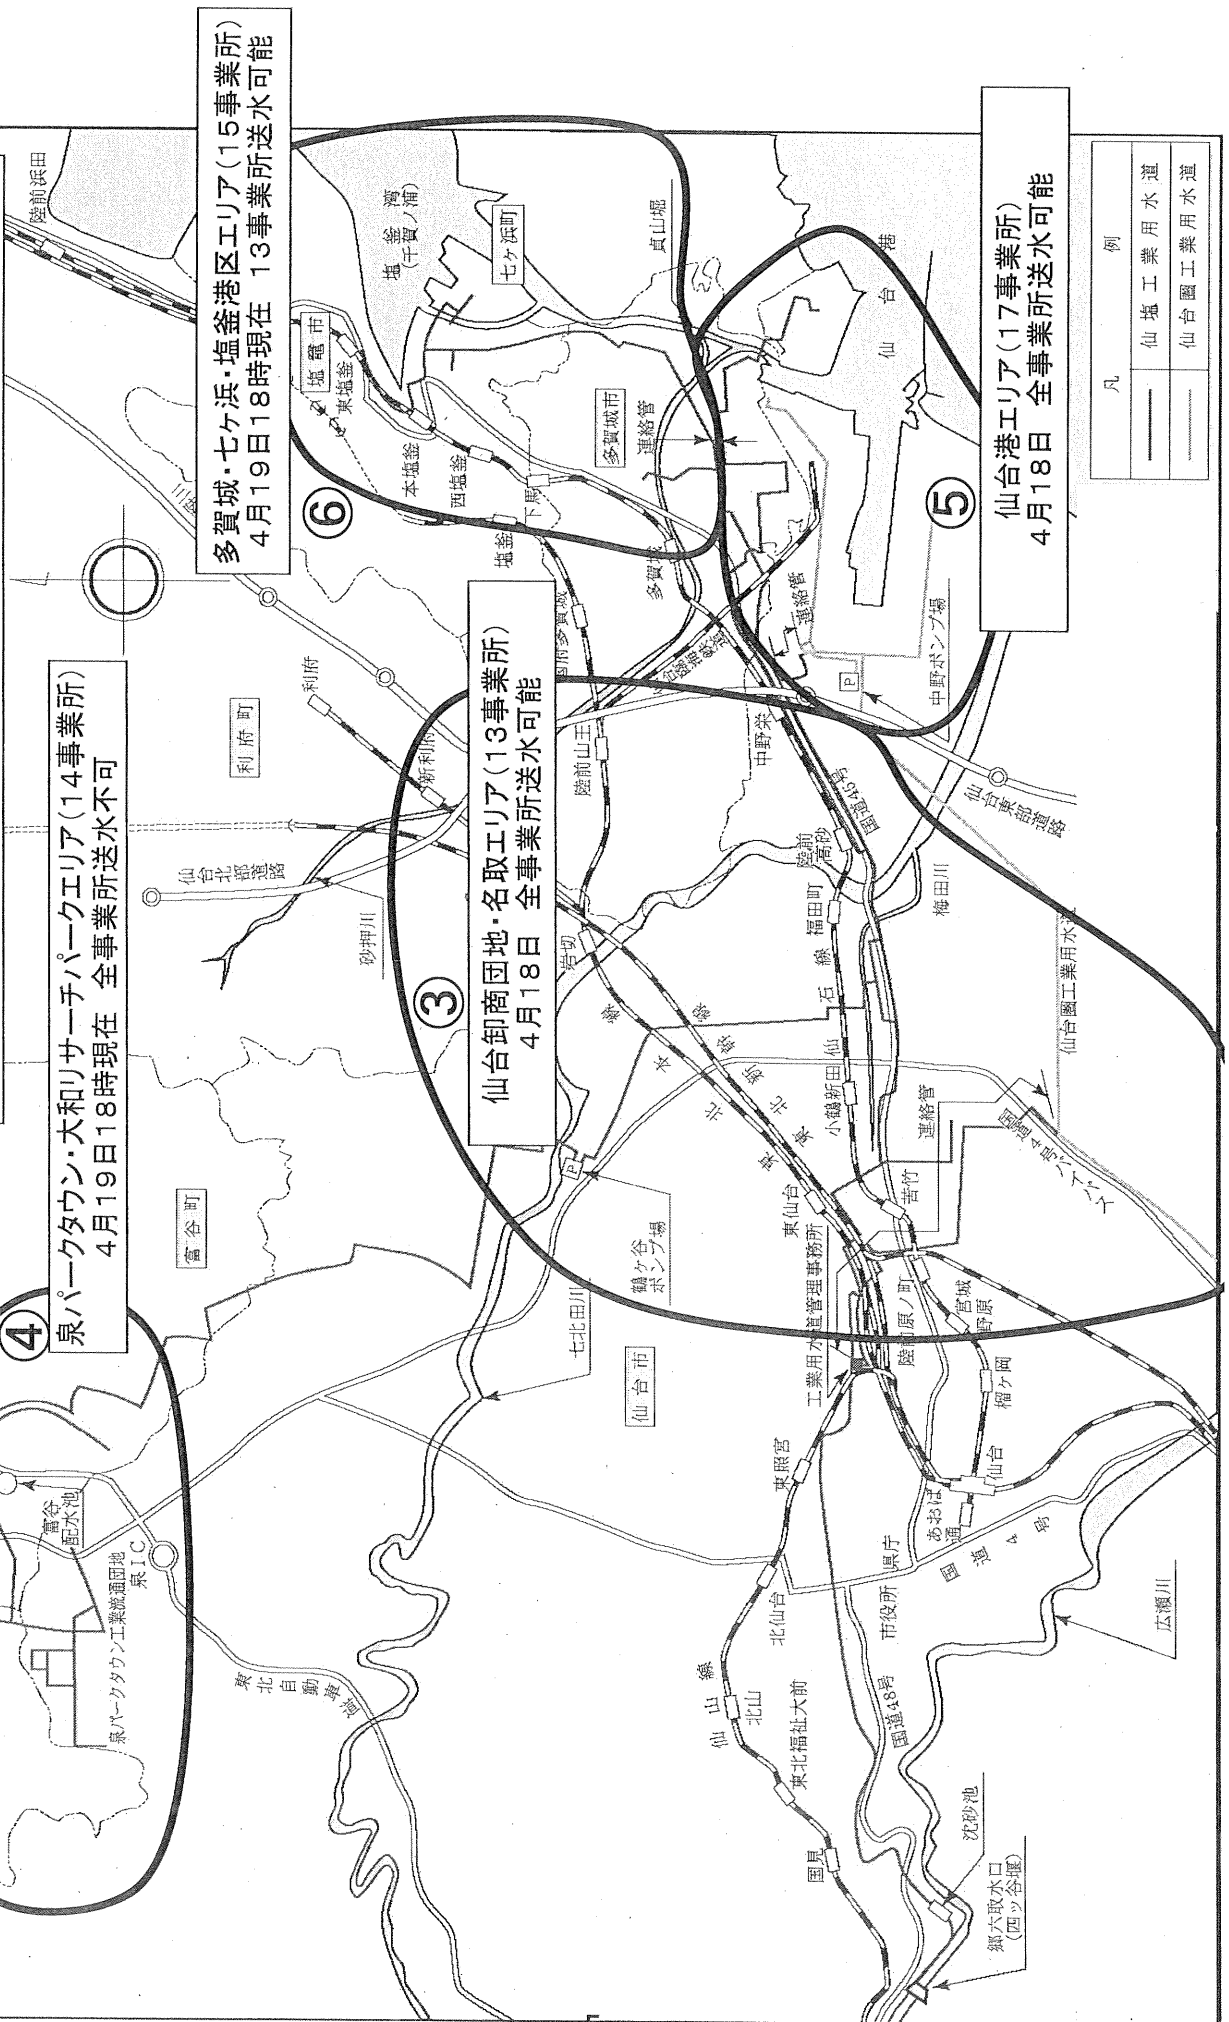 ④
泉パークタウン・大和リサーチパークエリア(14事業所)
4月19日18時現在 全事業所送水不可
多賀城・七ヶ浜・塩釜港区エリア(15事業所)
4月19日18時現在 13事業所送水可能
⑥
③
仙台卸商団地・名取エリア(13事業所)
4月18日 全事業所送水可能
⑤
仙台港エリア(17事業所)
4月18日 全事業所送水可能
凡例
仙塩工業用水道
仙台圏工業用水道
陸前浜田
塩釜湾
(千賀ノ浦)
七ヶ浜町
貞山堀
塩竈市
東塩釜
本塩釜
西塩釜
下馬
塩釜
多賀城市
連絡管
仙台港
利府
利府町
新利府
仙台北部道路
砂押川
富谷町
富谷
配水池
泉パークタウン工業流通団地
泉IC
東北自動車道
陸前山王
中野栄
連絡管
P
中野ポンプ場
仙台東部道路
国道45号
陸前
高砂
福田町
梅田川
仙石線
小鶴新田
岩切
東北本線
東北新幹線
仙台圏工業用水道
連絡管
国道4号バイパス
P
鶴ヶ谷
ポンプ場
七北田川
仙台市
東仙台
苦竹
工業用水道管理事務所
陸前原ノ町
宮城
野原
榴ヶ岡
仙台
あおば
通
東照宮
北仙台
市役所
県庁
国道4号
仙山線
北山
東北福祉大前
国見
国道48号
広瀬川
沈砂池
郷六取水口
(四ッ谷堰)